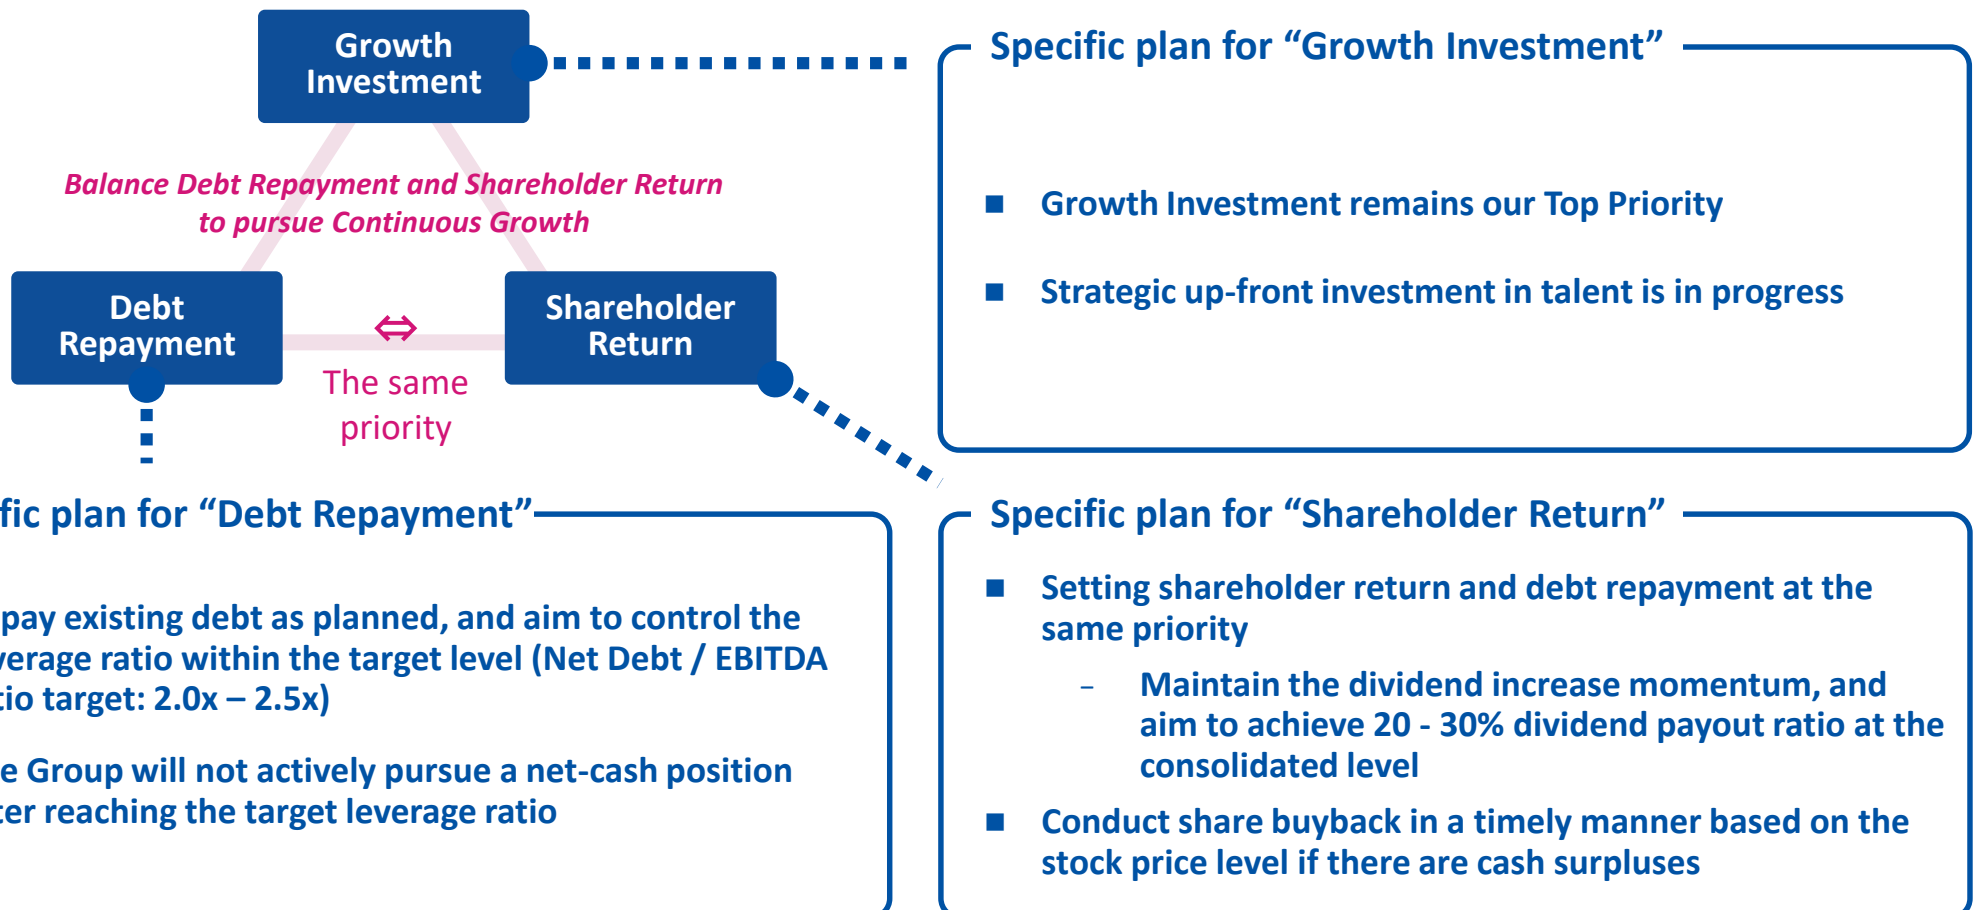 Growth
Investment
Balance Debt Repayment and Shareholder Return
to pursue Continuous Growth
Debt
Repayment
⇔
Shareholder
Return
The same
priority
Specific plan for “Growth Investment”
■ Growth Investment remains our Top Priority
■ Strategic up-front investment in talent is in progress
plan for “Debt Repayment”
existing debt as planned, and aim to control the
ratio within the target level (Net Debt / EBITDA
target: 2.0x – 2.5x)
Group will not actively pursue a net-cash position
reaching the target leverage ratio
Specific plan for “Shareholder Return”
■ Setting shareholder return and debt repayment at the
same priority
– Maintain the dividend increase momentum, and
aim to achieve 20 - 30% dividend payout ratio at the
consolidated level
■ Conduct share buyback in a timely manner based on the
stock price level if there are cash surpluses